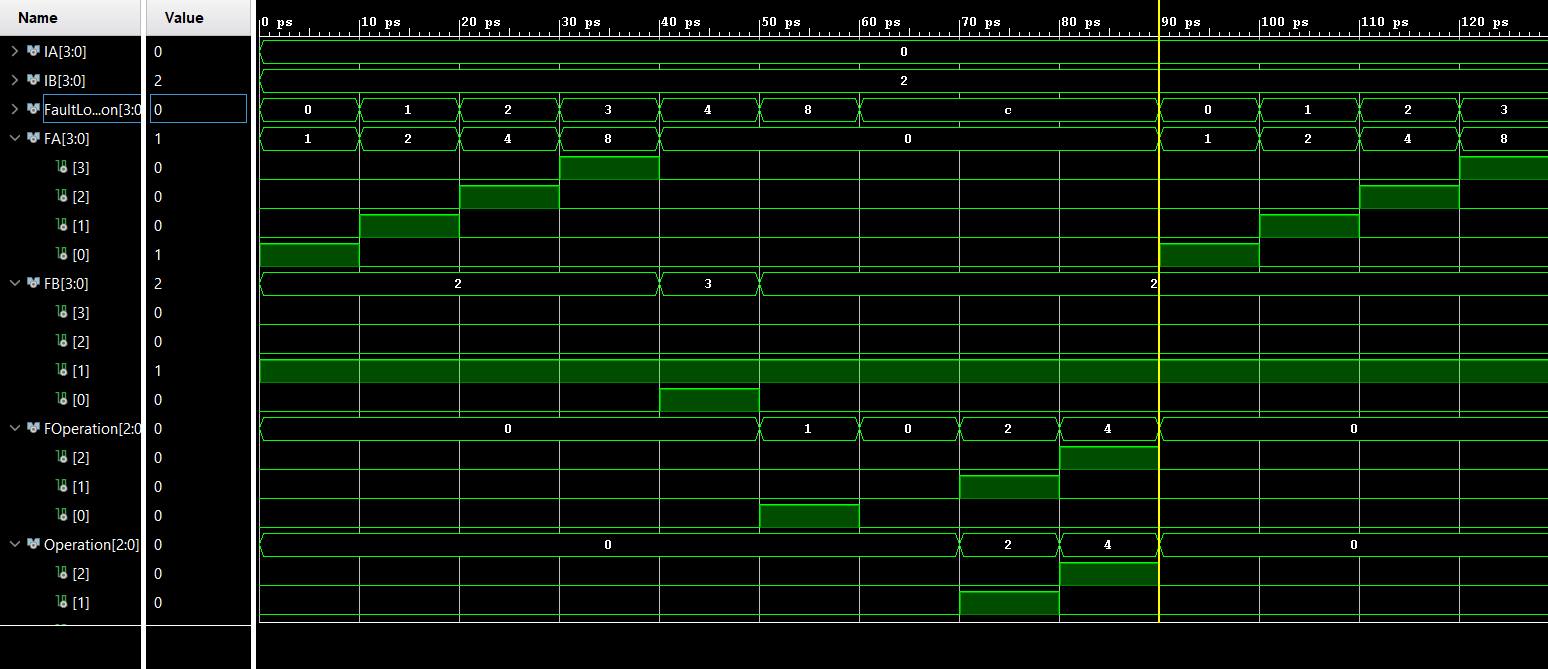 Name Value 0 ps 10 ps 20 ps 30 ps 40 ps 50 ps 60 ps 70 ps 80 ps 90 ps 100 ps 110 ps 120 ps
IA[3:0] 0 0
IB[3:0] 2 2
FaultLo...on[3:0 0 0 1 2 3 4 8 c 0 1 2 3
FA[3:0] 1 1 2 4 8 0 1 2 4 8
[3] 0
[2] 0
[1] 0
[0] 1
FB[3:0] 2 2 3 2
[3] 0
[2] 0
[1] 1
[0] 0
FOperation[2:0 0 0 1 0 2 4 0
[2] 0
[1] 0
[0] 0
Operation[2:0] 0 0 2 4 0
[2] 0
[1] 0